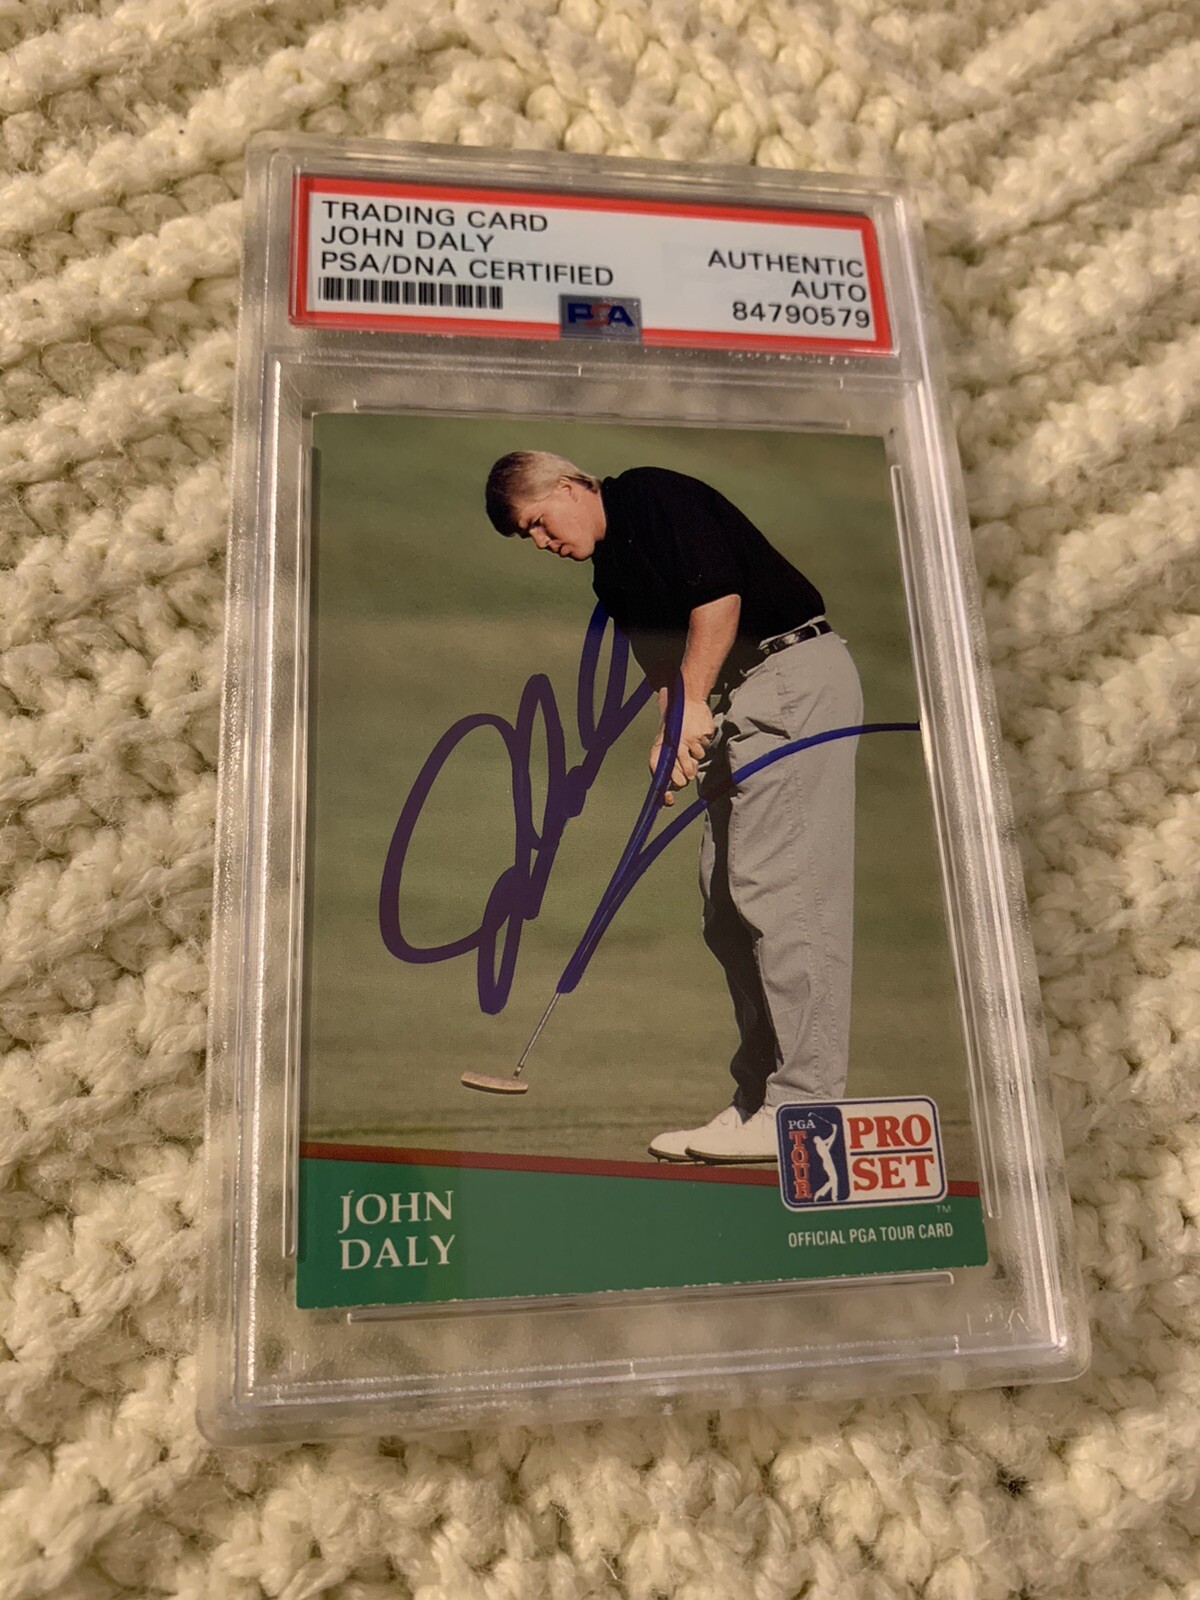 TRADING CARD
JOHN DALY
PSA/DNA CERTIFIED
AUTHENTIC
AUTO
84790579
PSA
PGA
TOUR
PRO
SET
TM
JOHN
DALY
OFFICIAL PGA TOUR CARD